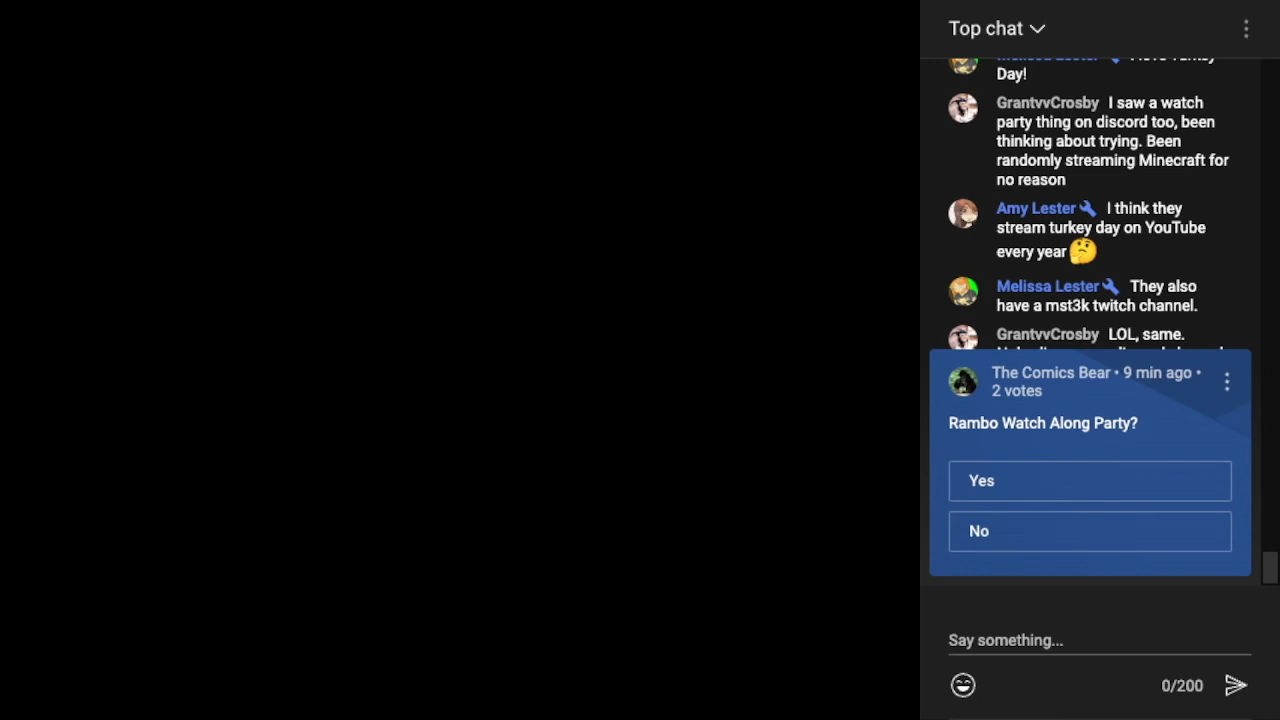 Top chat
Day!
GrantvvCrosby I saw a watch
party thing on discord too, been
thinking about trying. Been
randomly streaming Minecraft for
no reason
Amy Lester I think they
stream turkey day on YouTube
every year 🤔
Melissa Lester They also
have a mst3k twitch channel.
GrantvvCrosby LOL, same.
The Comics Bear • 9 min ago •
2 votes
Rambo Watch Along Party?
Yes
No
Say something...
0/200